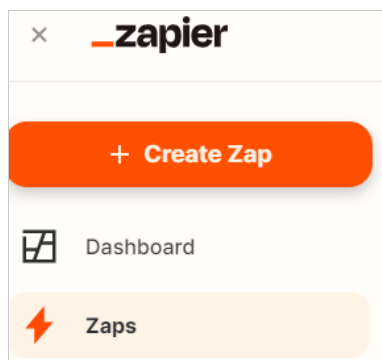 × _zapier
+ Create Zap
Dashboard
Zaps